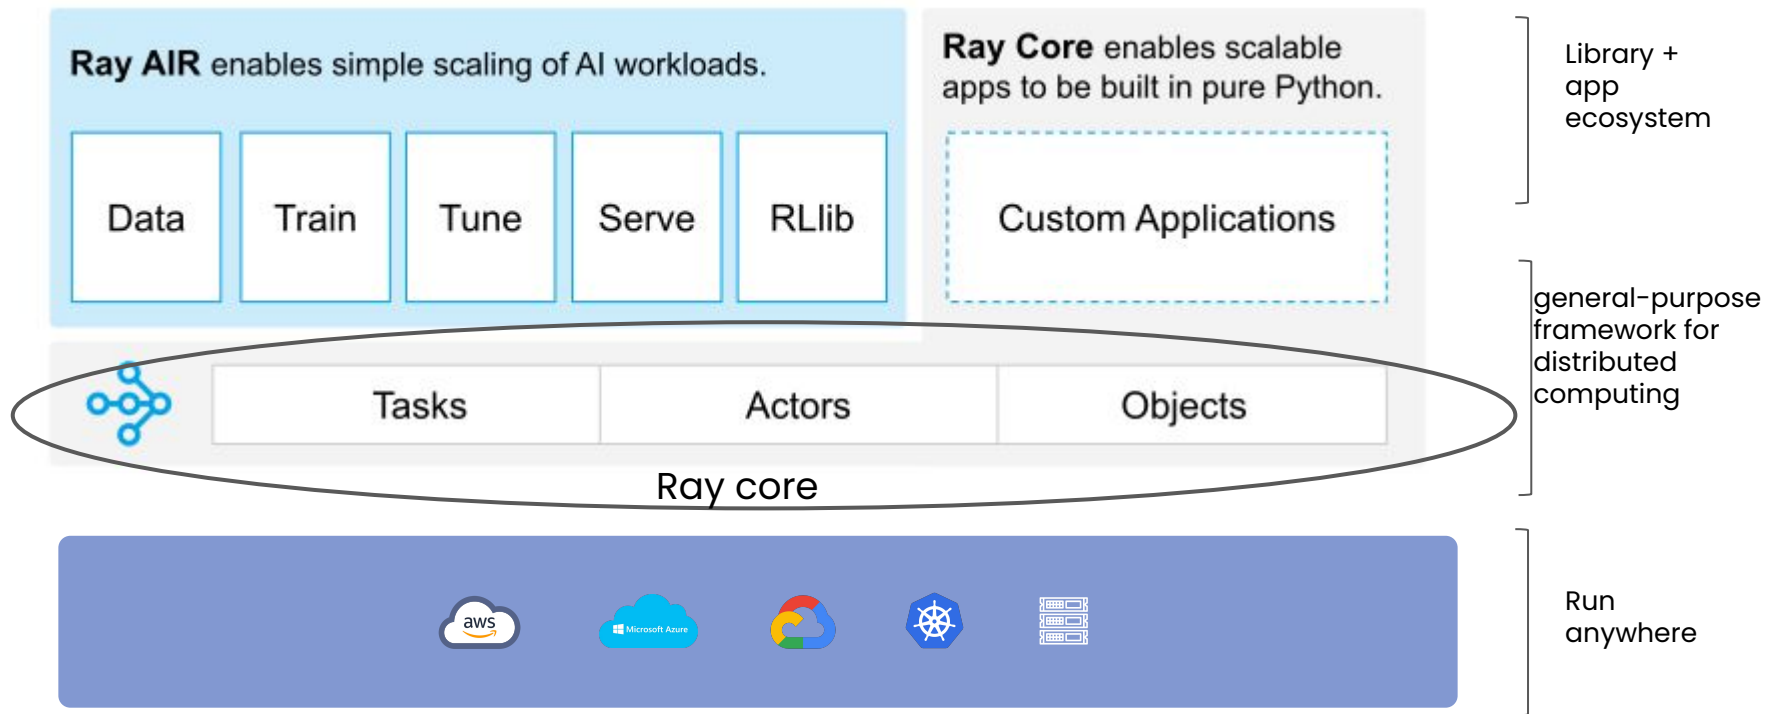 Ray AIR enables simple scaling of AI workloads.
Data
Train
Tune
Serve
RLlib
Ray Core enables scalable
apps to be built in pure Python.
Custom Applications
Library +
app
ecosystem
Tasks
Actors
Objects
Ray core
general-purpose
framework for
distributed
computing
aws
Microsoft Azure
Run
anywhere